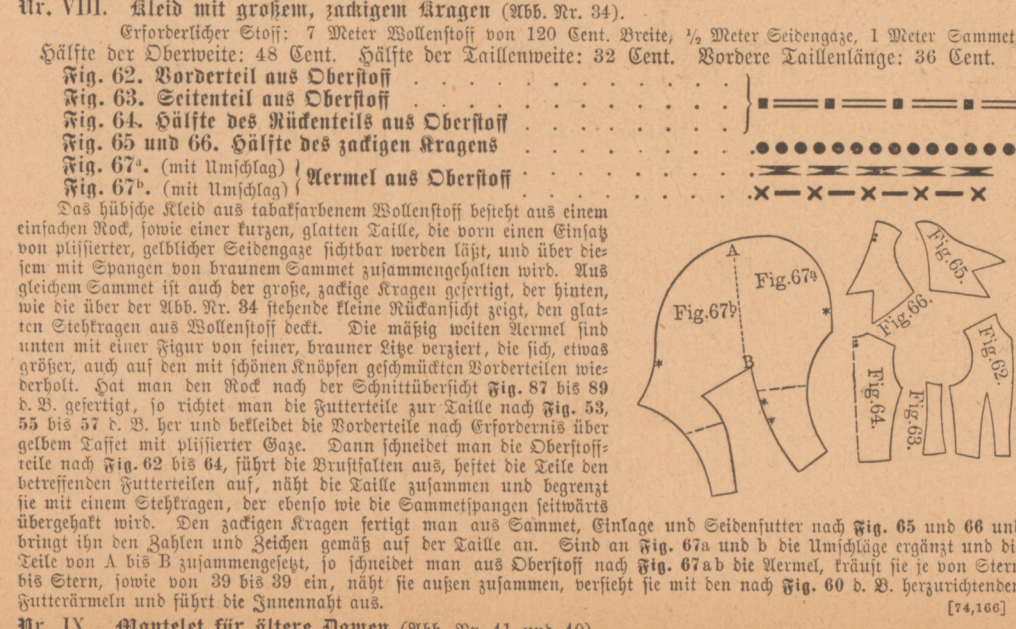 Nr. VIII. Kleid mit großem, zackigem Kragen (Abb. Nr. 34).
Erforderlicher Stoff: 7 Meter Wollenstoff von 120 Cent. Breite, ½ Meter Seidengaze, 1 Meter Sammet
Hälfte der Oberweite: 48 Cent. Hälfte der Taillenweite: 32 Cent. Vordere Taillenlänge: 36 Cent.
Fig. 62. Vorderteil aus Oberstoff
Fig. 63. Seitenteil aus Oberstoff
Fig. 64. Hälfte des Rückenteils aus Oberstoff
Fig. 65 und 66. Hälfte des zackigen Kragens
Fig. 67a. (mit Umschlag)
Fig. 67b. (mit Umschlag)
Aermel aus Oberstoff
Das hübsche Kleid aus tabakfarbenem Wollenstoff besteht aus einem
einfachen Rock, sowie einer kurzen, glatten Taille, die vorn einen Einsatz
von plissierter, gelblicher Seidengaze sichtbar werden läßt, und über die-
sem mit Spangen von braunem Sammet zusammengehalten wird. Aus
gleichem Sammet ist auch der große, zackige Kragen gefertigt, der hinten,
wie die über der Abb. Nr. 34 stehende kleine Rückansicht zeigt, den glat-
ten Stehkragen aus Wollenstoff deckt. Die mäßig weiten Aermel sind
unten mit einer Figur von feiner, brauner Litze verziert, die sich, etwas
größer, auch auf den mit schönen Knöpfen geschmückten Vorderteilen wie-
derholt. Hat man den Rock nach der Schnittübersicht Fig. 87 bis 89
d. B. gefertigt, so richtet man die Futterteile zur Taille nach Fig. 53,
55 bis 57 d. B. her und bekleidet die Vorderteile nach Erfordernis über
gelbem Taffet mit plissierter Gaze. Dann schneidet man die Oberstoff-
teile nach Fig. 62 bis 64, führt die Brustfalten aus, heftet die Teile den
betreffenden Futterteilen auf, näht die Taille zusammen und begrenzt
sie mit einem Stehkragen, der ebenso wie die Sammetspangen seitwärts
übergehakt wird. Den zackigen Kragen fertigt man aus Sammet, Einlage und Seidenfutter nach Fig. 65 und 66 und
bringt ihn den Zahlen und Zeichen gemäß auf der Taille an. Sind an Fig. 67a und b die Umschläge ergänzt und di
Teile von A bis B zusammengesetzt, so schneidet man aus Oberstoff nach Fig. 67ab die Aermel, kräust sie je von Stern
bis Stern, sowie von 39 bis 39 ein, näht sie außen zusammen, versieht sie mit den nach Fig. 60 d. B. herzurichtenden
Futterärmeln und führt die Innennaht aus.
[74,166]
A
Fig. 67a
Fig. 67b
B
Fig. 65.
Fig. 66.
Fig. 62.
Fig. 64.
Fig. 63.
Nr. IX. Mantelet für ältere Damen